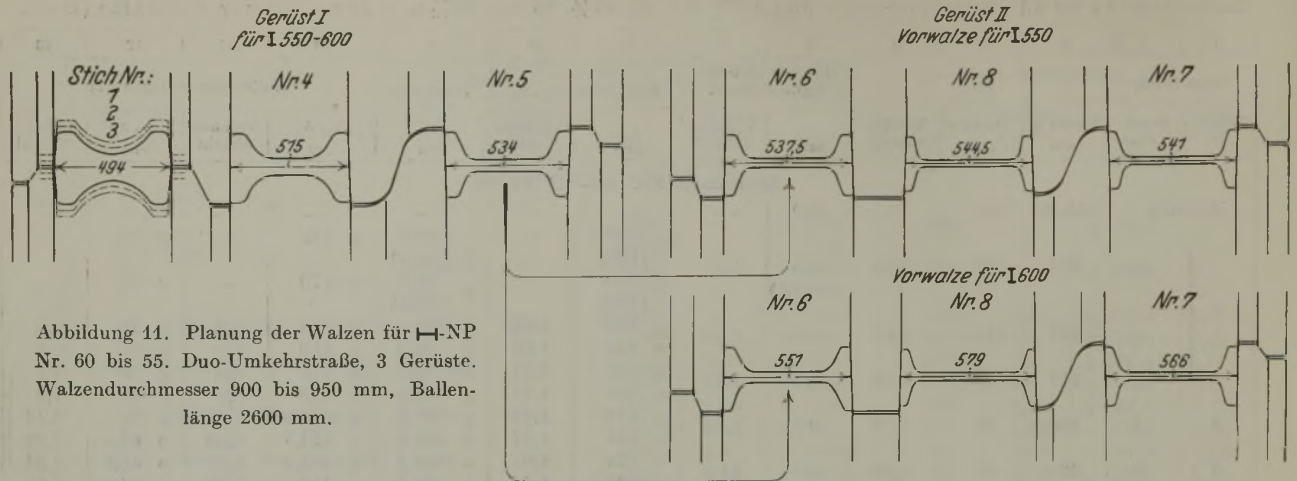 Gerüst I
für I 550-600
Gerüst II
Vorwalze für I 550
Stich Nr.:
1
2
3
494
Nr. 4
515
Nr. 5
534
Nr. 6
537,5
Nr. 8
544,5
Nr. 7
541
Vorwalze für I 600
Nr. 6
551
Nr. 8
579
Nr. 7
566
Abbildung 11. Planung der Walzen für I-NP
Nr. 60 bis 55. Duo-Umkehrstraße, 3 Gerüste.
Walzendurchmesser 900 bis 950 mm, Ballen-
länge 2600 mm.